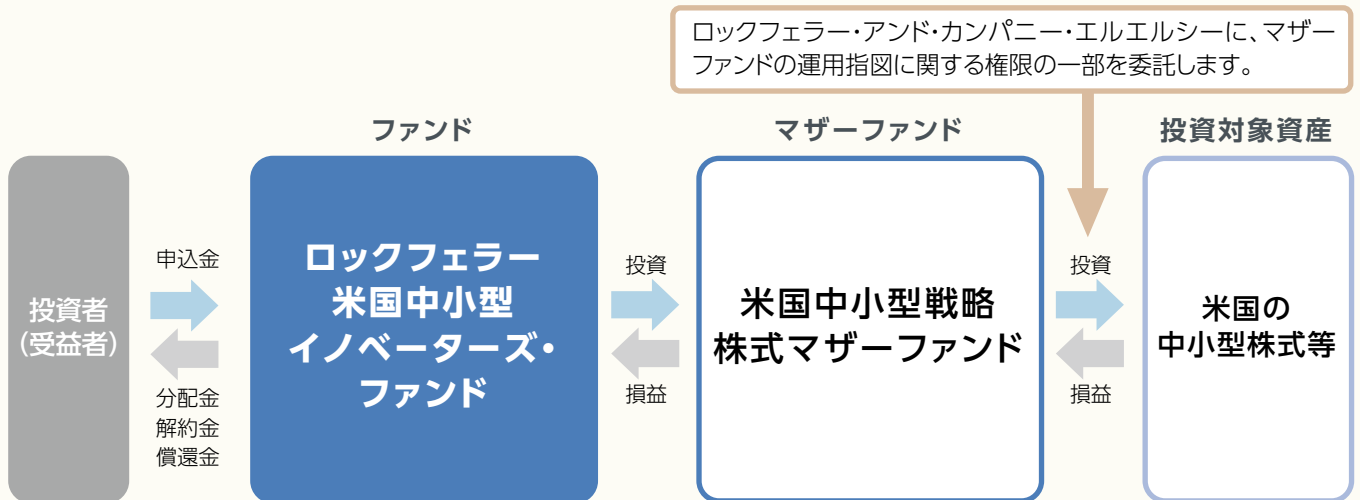 ロックフェラー・アンド・カンパニー・エルエルシーに、マザー
ファンドの運用指図に関する権限の一部を委託します。
ファンド
マザーファンド
投資対象資産
投資者
(受益者)
申込金
分配金
解約金
償還金
ロックフェラー
米国中小型
イノベーターズ・
ファンド
投資
損益
米国中小型戦略
株式マザーファンド
投資
損益
米国の
中小型株式等